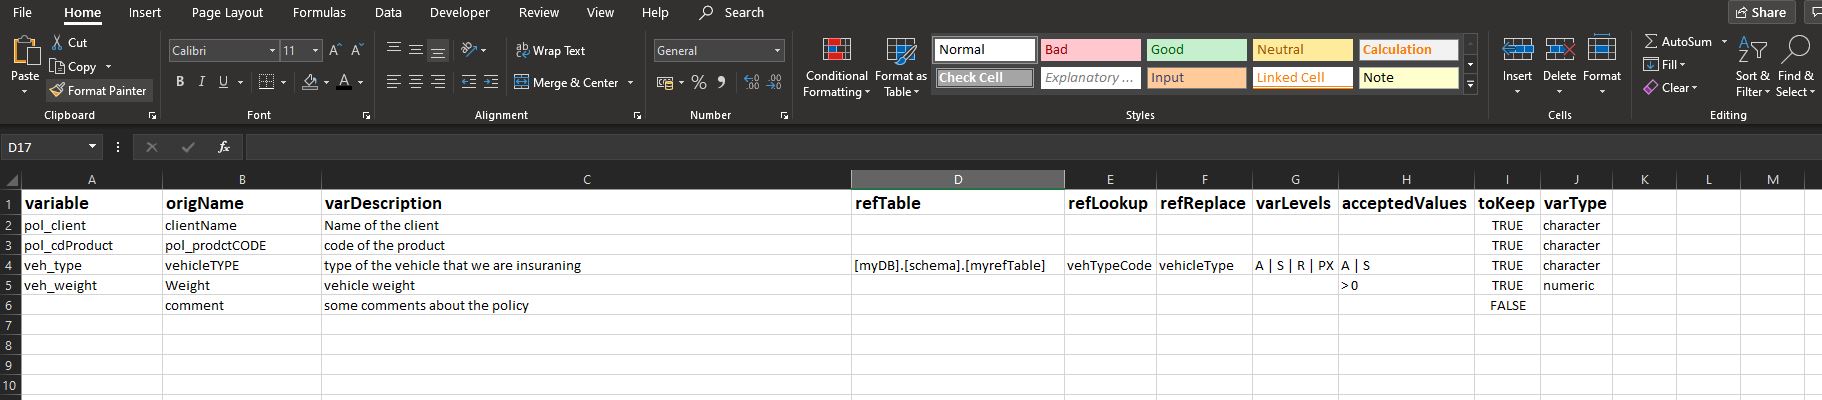 File Home Insert Page Layout Formulas Data Developer Review View Help Search Share
Cut
Copy
Format Painter
Paste
Clipboard
Calibri 11
B I U
Font
Wrap Text
Merge & Center
Alignment
General
Number
Conditional Formatting
Format as Table
Normal Bad Good Neutral Calculation
Check Cell Explanatory ... Input Linked Cell Note
Styles
Insert Delete Format
Cells
AutoSum
Fill
Clear
Sort & Filter
Find & Select
Editing
D17 fx
A B C D E F G H I J K L M
1 variable origName varDescription refTable refLookup refReplace varLevels acceptedValues toKeep varType
2 pol_client clientName Name of the client TRUE character
3 pol_cdProduct pol_prodctCODE code of the product TRUE character
4 veh_type vehicleTYPE type of the vehicle that we are insuraning [myDB].[schema].[myrefTable] vehTypeCode vehicleType A | S | R | PX A | S TRUE character
5 veh_weight Weight vehicle weight > 0 TRUE numeric
6 comment some comments about the policy FALSE
7
8
9
10